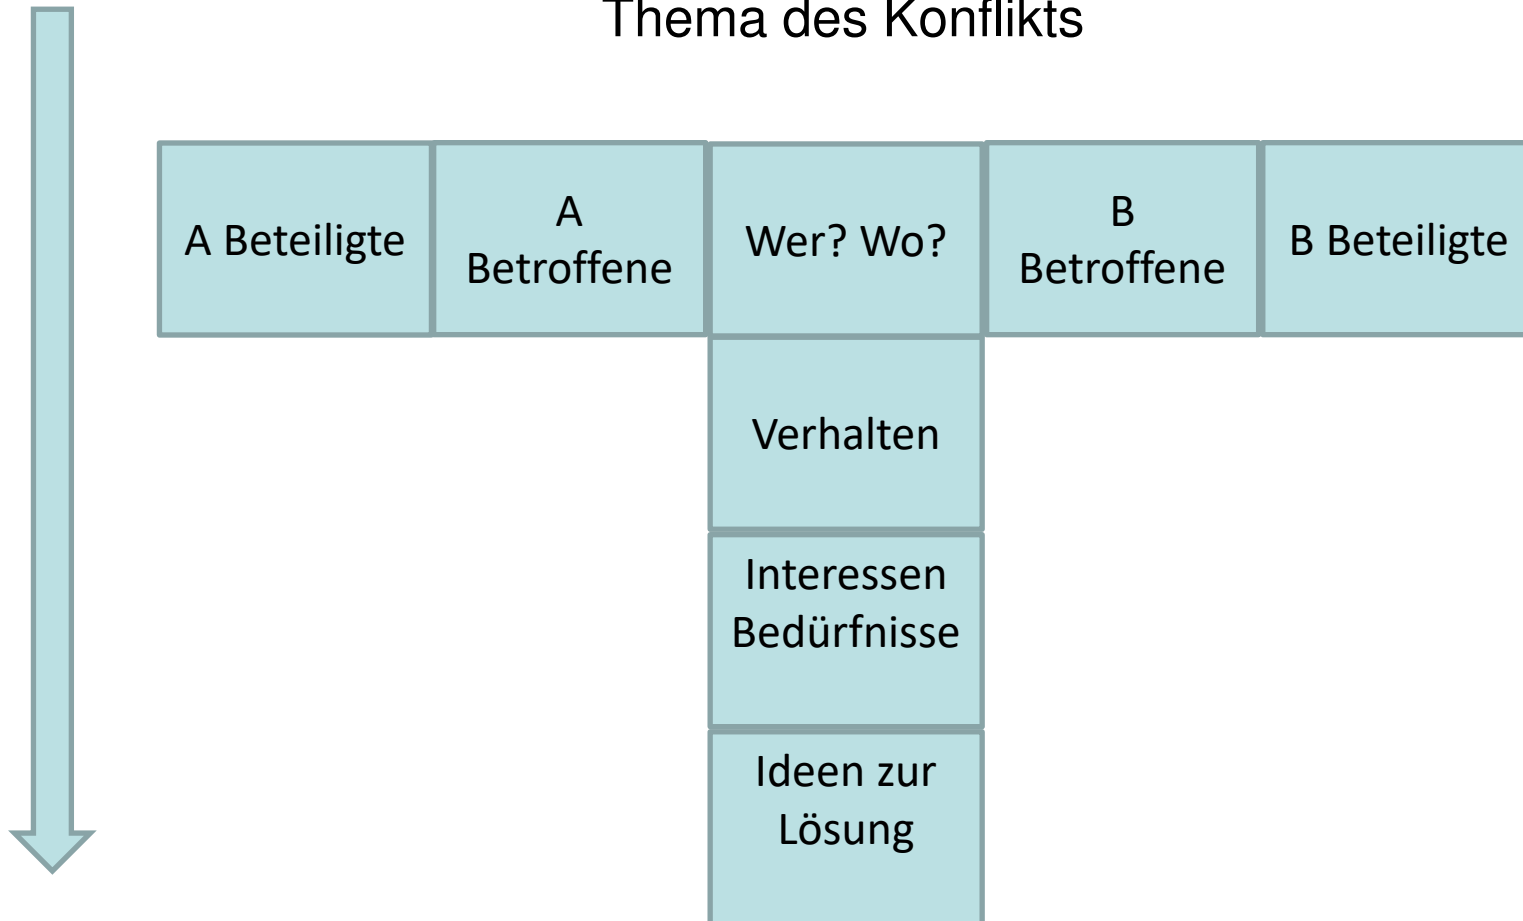 Thema des Konflikts
A Beteiligte
A
Betroffene
Wer? Wo?
B
Betroffene
B Beteiligte
Verhalten
Interessen
Bedürfnisse
Ideen zur
Lösung